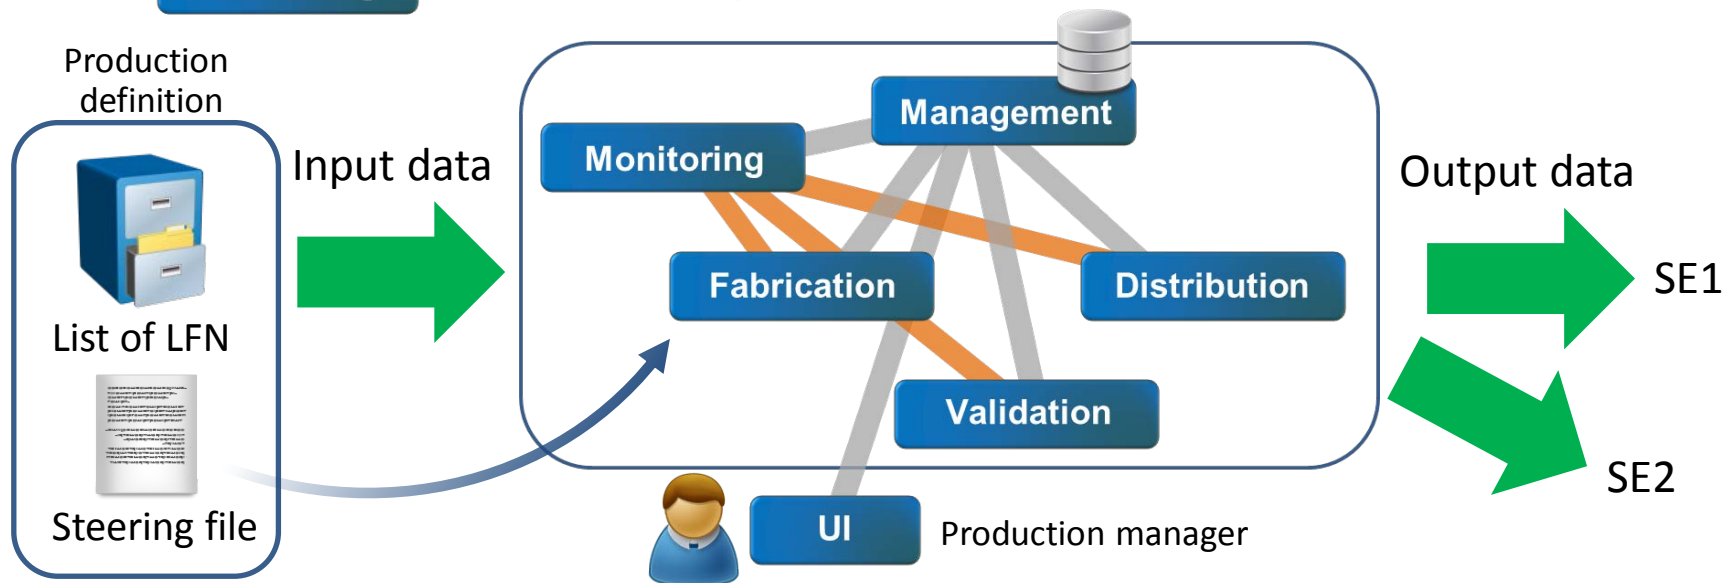 Production
definition
Input data
List of LFN
Steering file
Management
Monitoring
Fabrication
Distribution
Validation
UI
Production manager
Output data
SE1
SE2